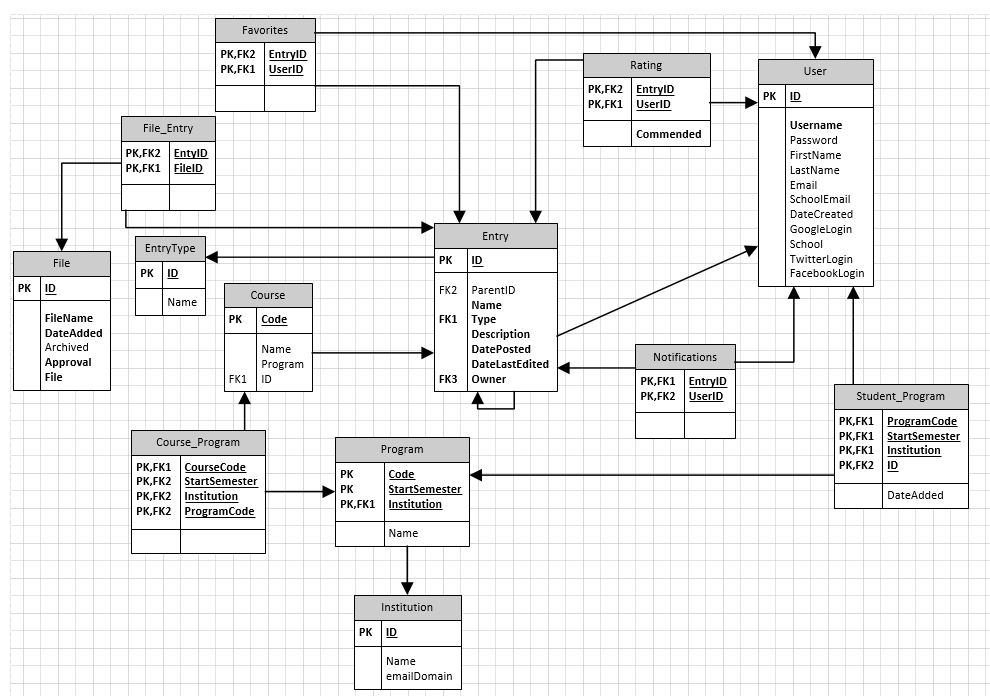 Favorites
PK,FK2 EntryID
PK,FK1 UserID
Rating
PK,FK2 EntryID
PK,FK1 UserID
Commended
User
PK ID
Username
Password
FirstName
LastName
Email
SchoolEmail
DateCreated
GoogleLogin
School
TwitterLogin
FacebookLogin
File_Entry
PK,FK2 EntyID
PK,FK1 FileID
File
PK ID
FileName
DateAdded
Archived
Approval
File
EntryType
PK ID
Name
Course
PK Code
Name
Program
FK1 ID
Entry
PK ID
FK2 ParentID
Name
FK1 Type
Description
DatePosted
DateLastEdited
FK3 Owner
Notifications
PK,FK1 EntryID
PK,FK2 UserID
Student_Program
PK,FK1 ProgramCode
PK,FK1 StartSemester
PK,FK1 Institution
PK,FK2 ID
DateAdded
Course_Program
PK,FK1 CourseCode
PK,FK2 StartSemester
PK,FK2 Institution
PK,FK2 ProgramCode
Program
PK Code
PK StartSemester
PK,FK1 Institution
Name
Institution
PK ID
Name
emailDomain